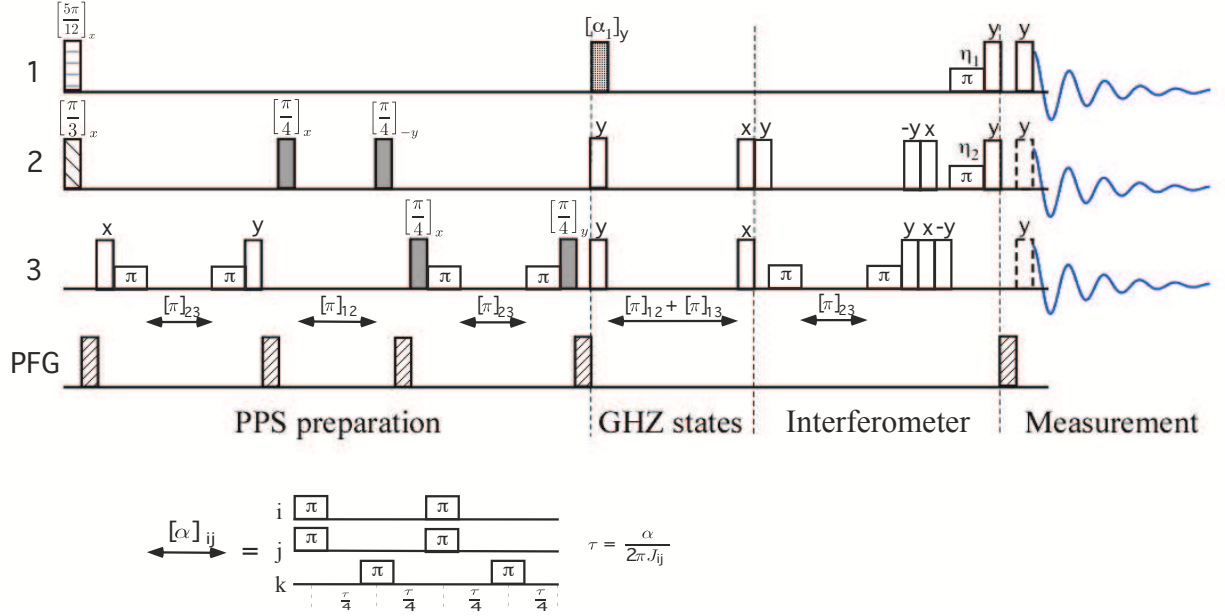 [5π/12]x [α₁]y y y
1 η₁ π
[π/3]x [π/4]x [π/4]-y y x y -y x y y
2 η₂ π
x y [π/4]x [π/4]y y x y x -y y
3 π π π π π π
[π]₂₃ [π]₁₂ [π]₂₃ [π]₁₂ + [π]₁₃ [π]₂₃
PFG
PPS preparation GHZ states Interferometer Measurement
i π π
[α]ij = j π π τ = α/2πJij
k π π
τ/4 τ/4 τ/4 τ/4